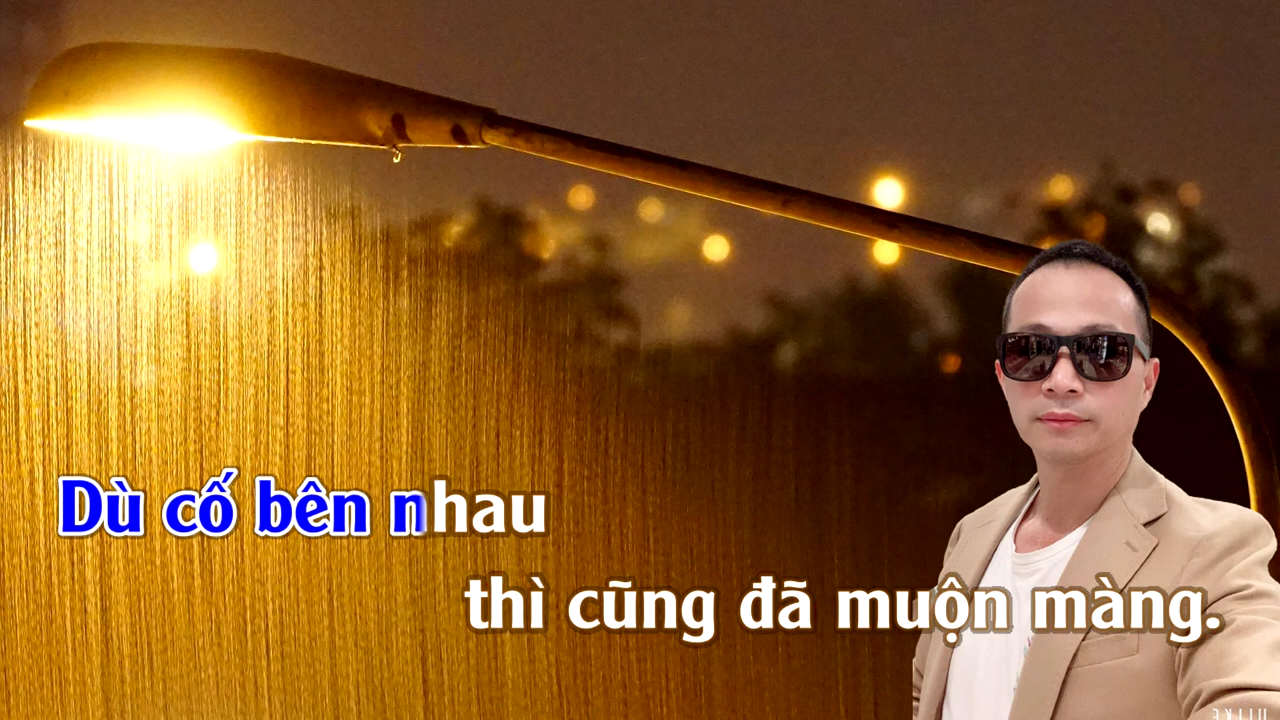 Dù cố bên nhau
thì cũng đã muộn màng.